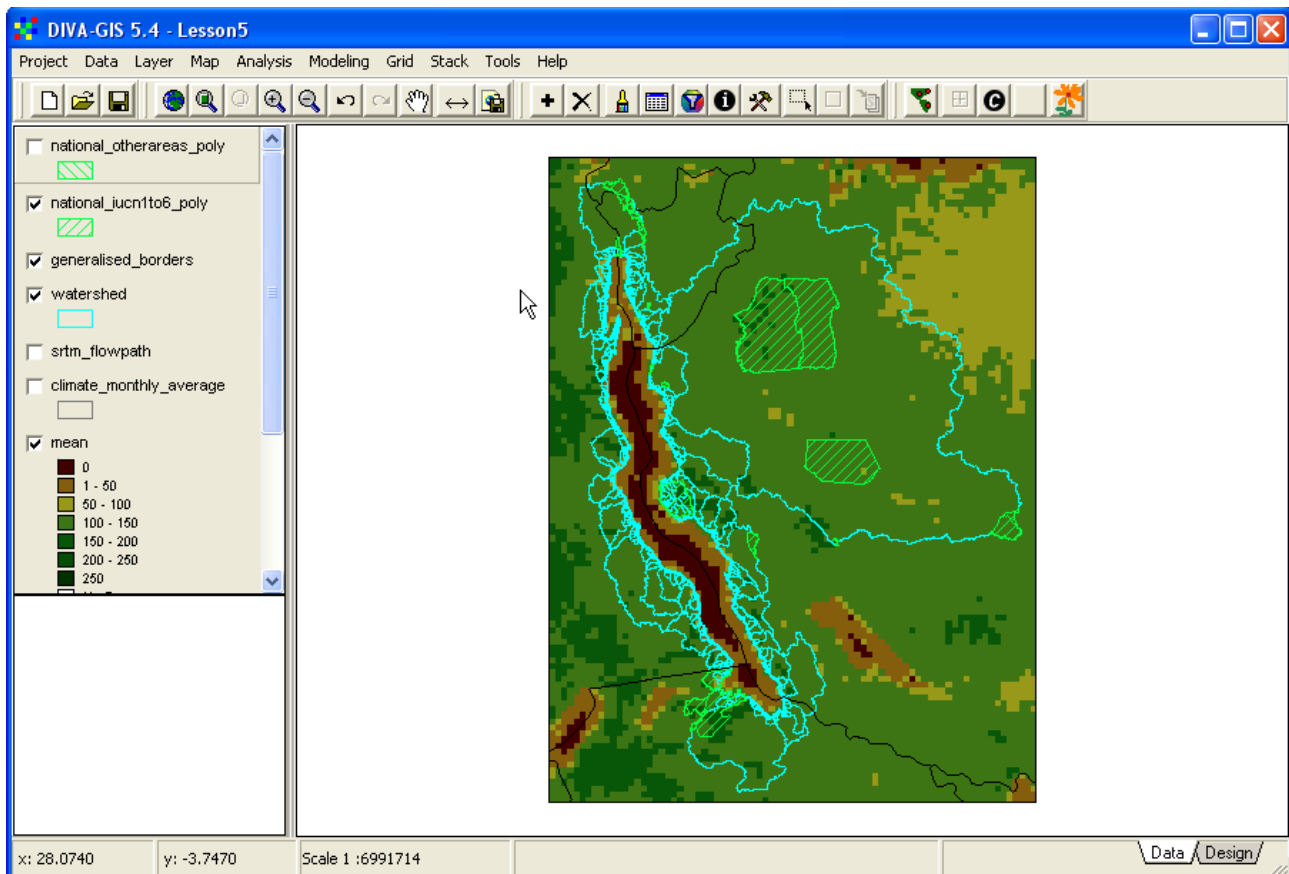 DIVA-GIS 5.4 - Lesson5
Project Data Layer Map Analysis Modeling Grid Stack Tools Help
national_otherareas_poly
national_iucn1to6_poly
generalised_borders
watershed
srtm_flowpath
climate_monthly_average
mean
0
1 - 50
50 - 100
100 - 150
150 - 200
200 - 250
250
x: 28.0740 y: -3.7470 Scale 1 :6991714 Data Design